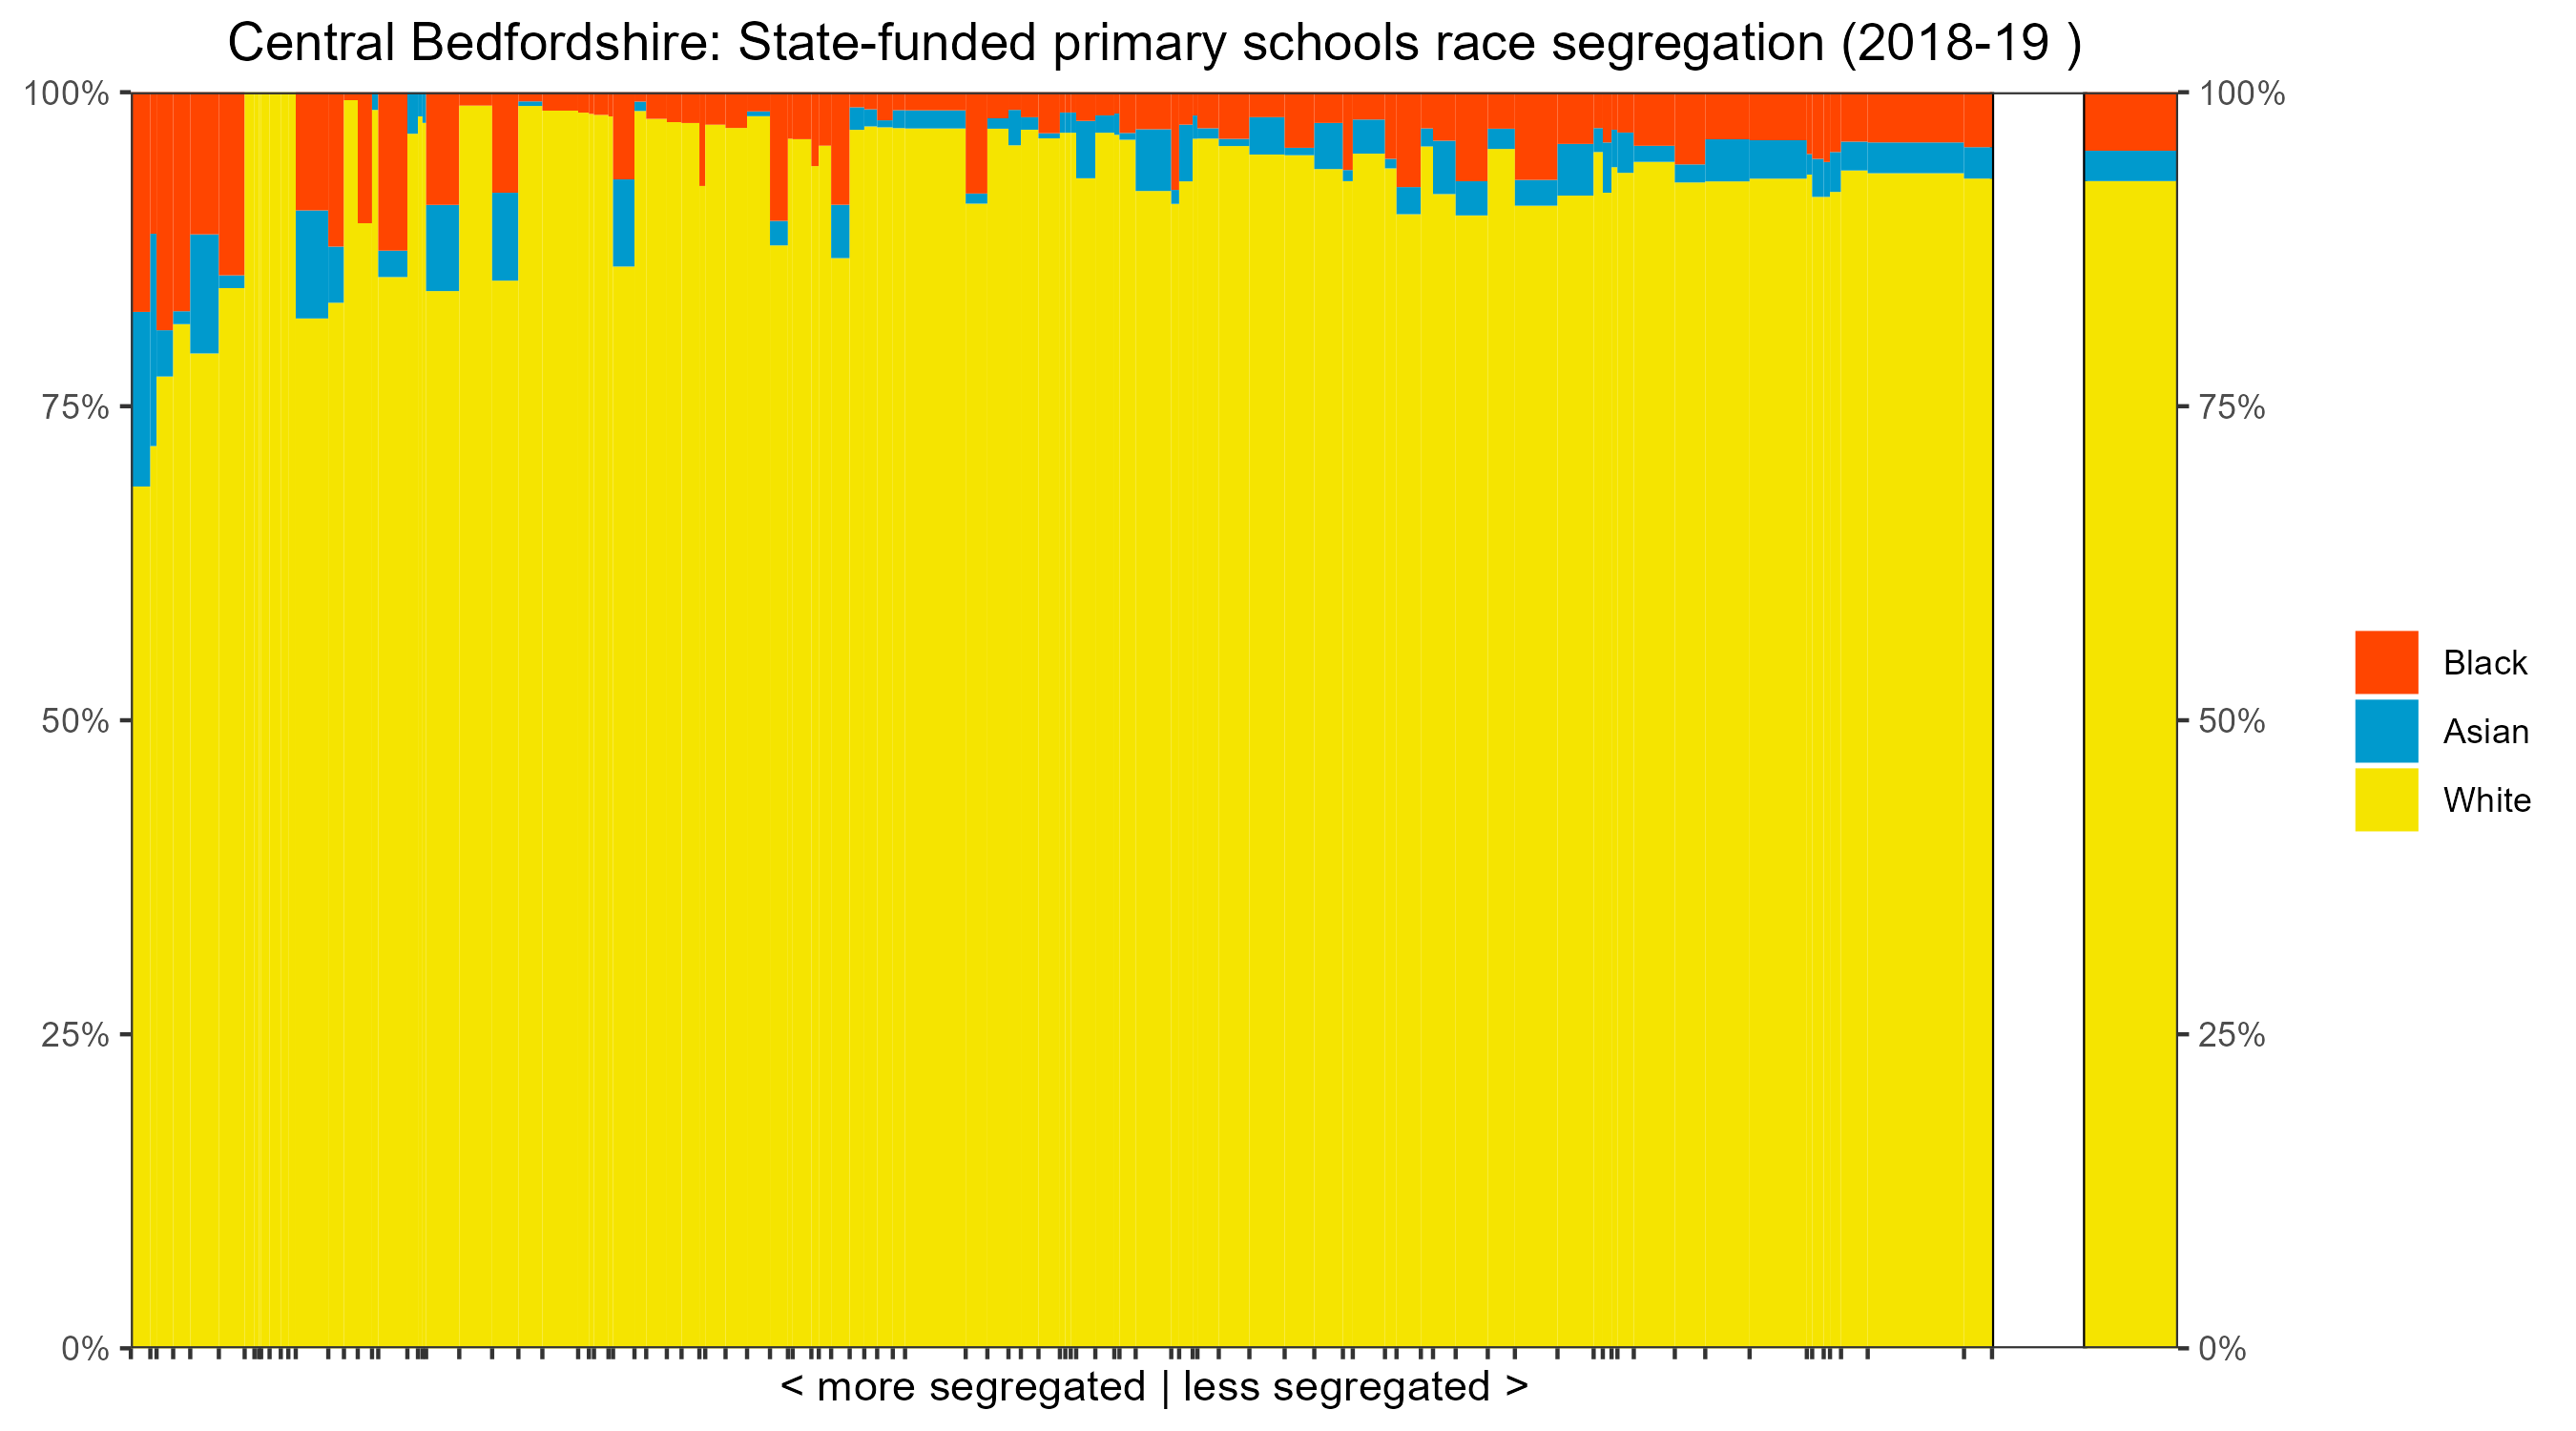 Central Bedfordshire: State-funded primary schools race segregation (2018-19 )
100%
75%
50%
25%
0%
100%
75%
50%
25%
0%
Black
Asian
White
< more segregated | less segregated >